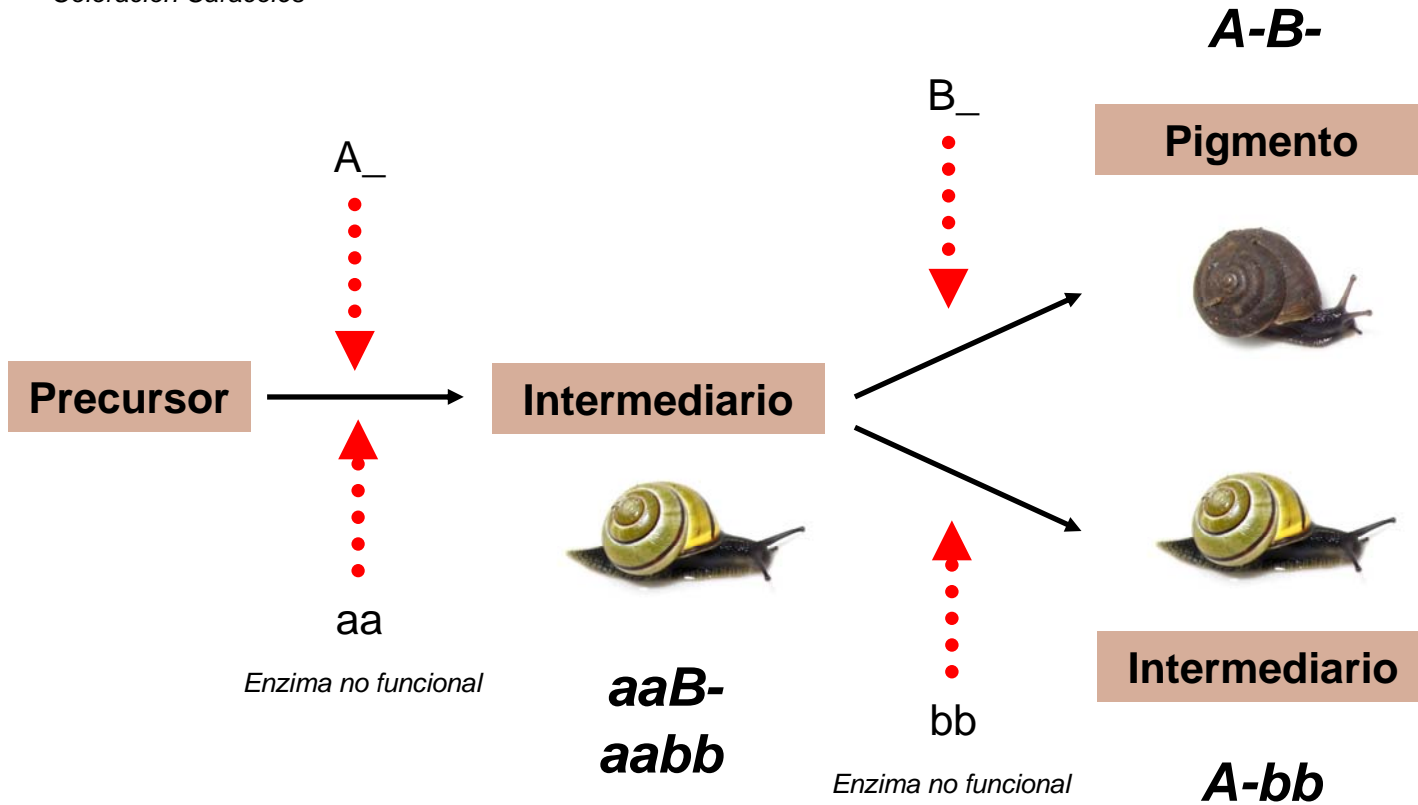 A-B-
B_
Pigmento
A_
Precursor
Intermediario
aa
Enzima no funcional
aaB-
aabb
bb
Enzima no funcional
Intermediario
A-bb